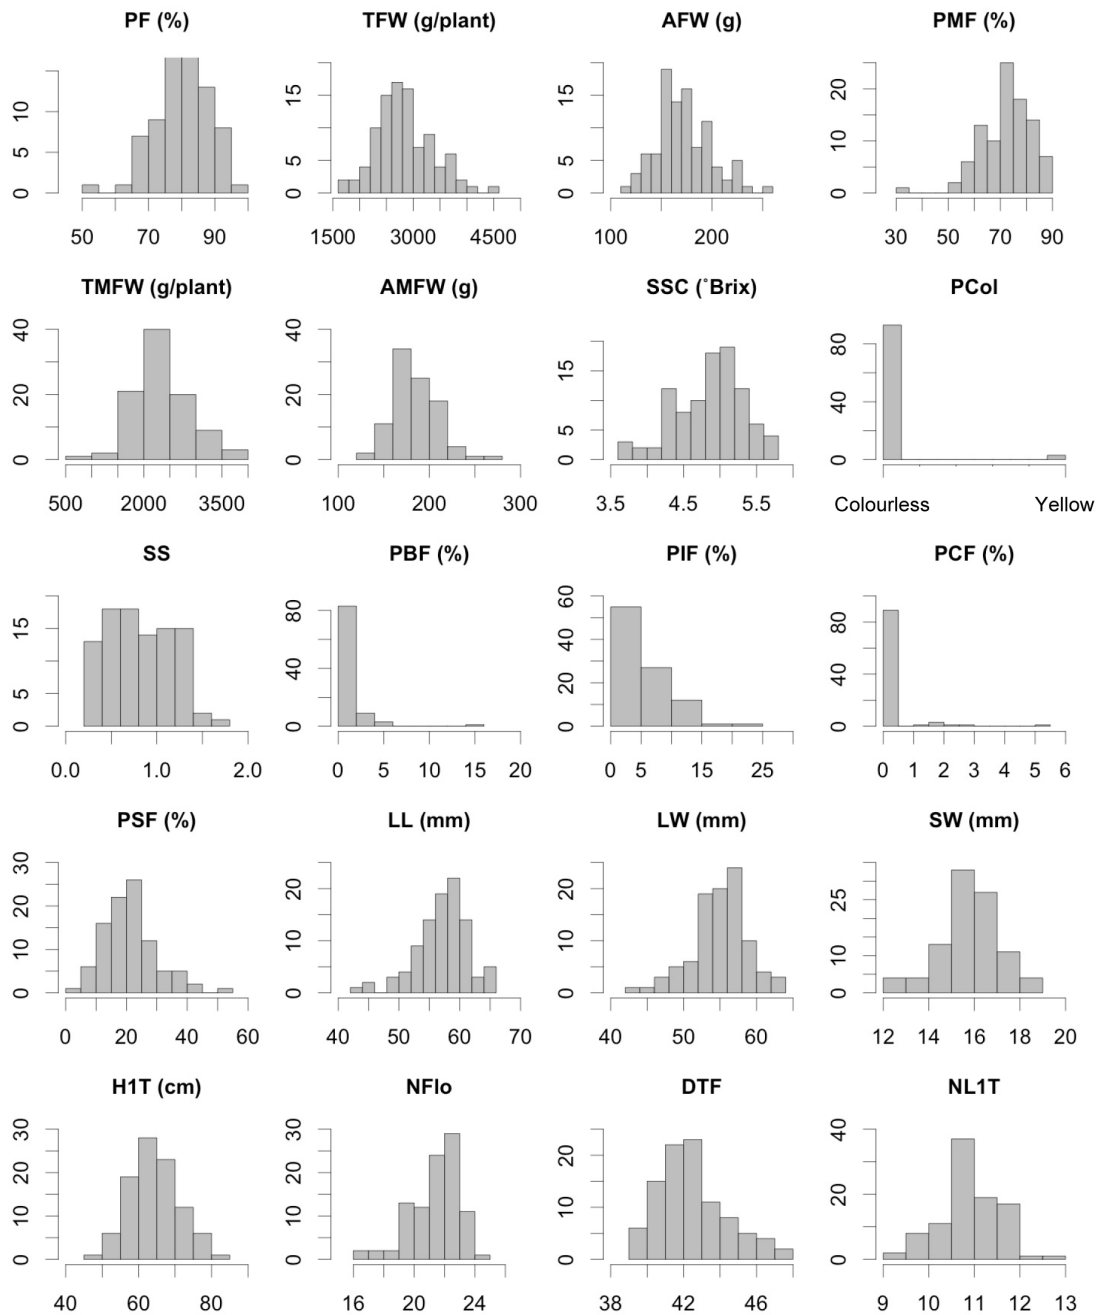 PF (%) TFW (g/plant) AFW (g) PMF (%)
0 5 10 0 5 15 0 5 15 0 10 20
50 70 90 1500 3000 4500 100 200 30 50 70 90
TMFW (g/plant) AMFW (g) SSC (°Brix) PCol
0 20 40 0 20 40 0 5 15 0 40 80
500 2000 3500 100 200 300 3.5 4.5 5.5 Colourless Yellow
SS PBF (%) PIF (%) PCF (%)
0 5 15 0 40 80 0 20 40 60 0 40 80
0.0 1.0 2.0 0 5 10 15 20 0 5 15 25 0 1 2 3 4 5 6
PSF (%) LL (mm) LW (mm) SW (mm)
0 10 20 30 0 10 20 0 10 20 0 10 25
0 20 40 60 40 50 60 70 40 50 60 12 14 16 18 20
H1T (cm) NFlo DTF NL1T
0 10 20 30 0 10 20 30 0 10 20 0 20 40
40 60 80 16 20 24 38 42 46 9 10 11 12 13